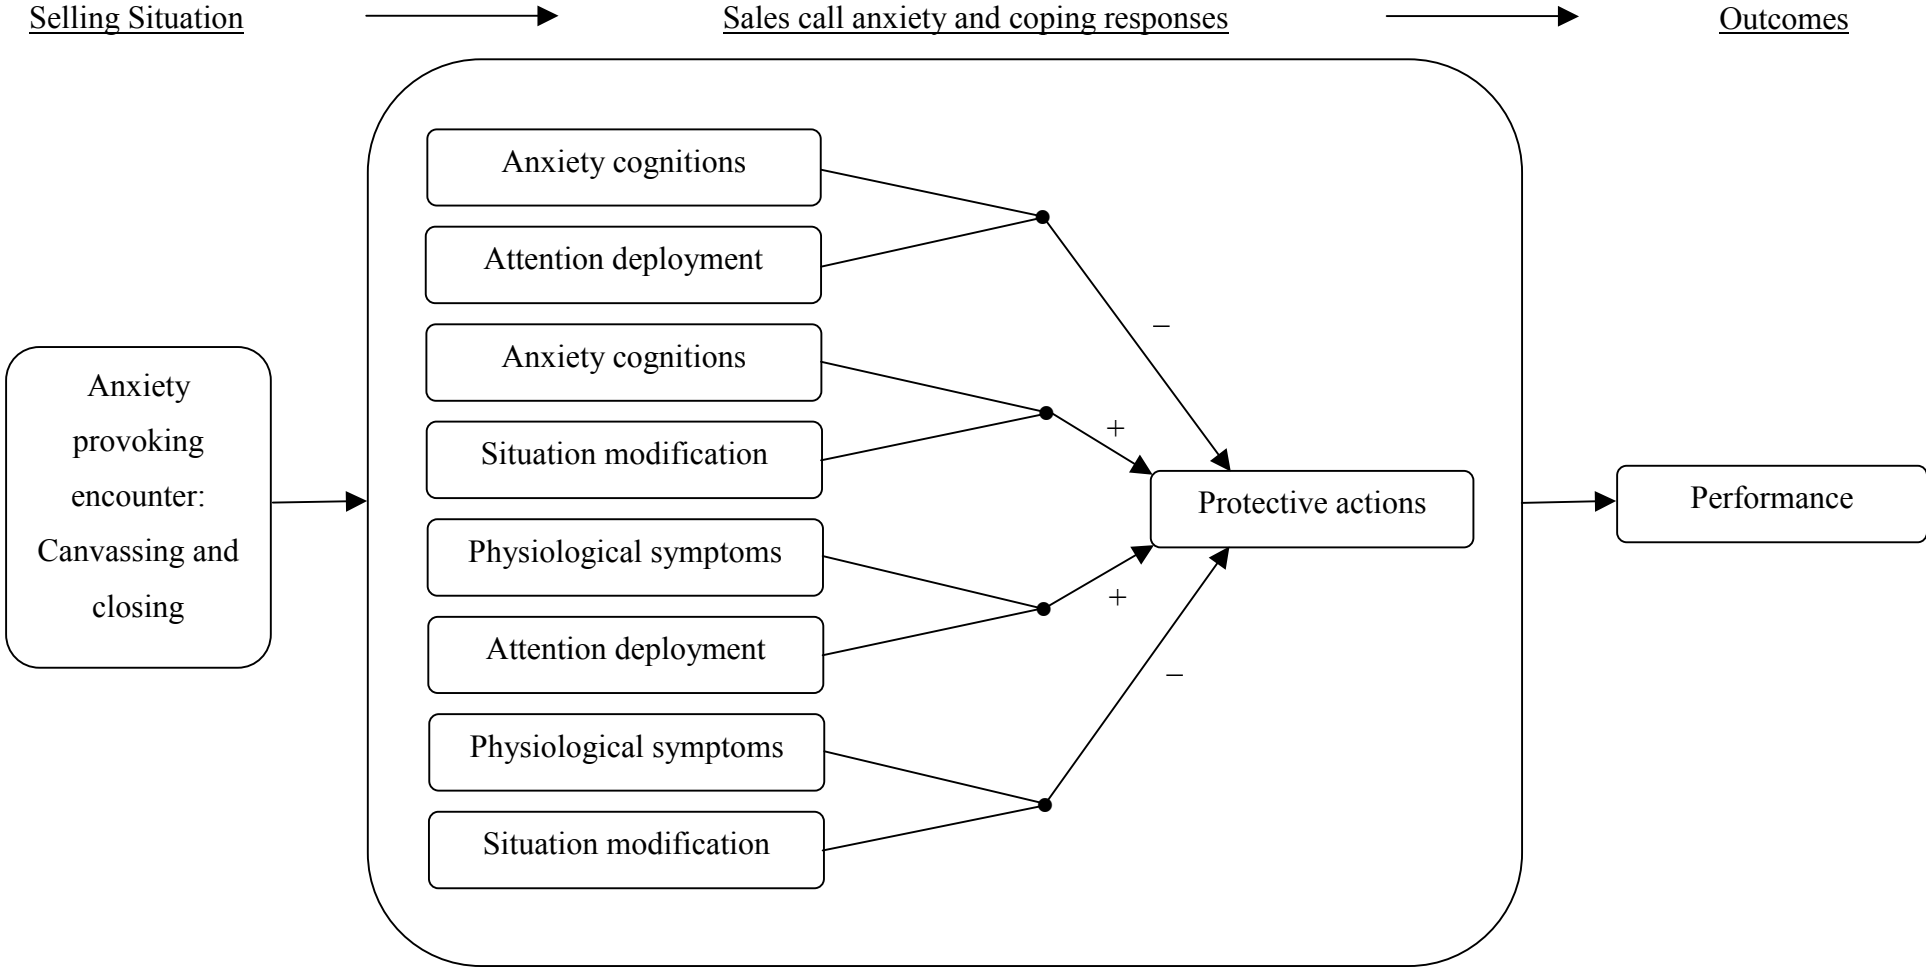 Selling Situation
Sales call anxiety and coping responses
Outcomes
Anxiety
provoking
encounter:
Canvassing and
closing
Anxiety cognitions
Attention deployment
Anxiety cognitions
Situation modification
Physiological symptoms
Attention deployment
Physiological symptoms
Situation modification
–
+
+
–
Protective actions
Performance